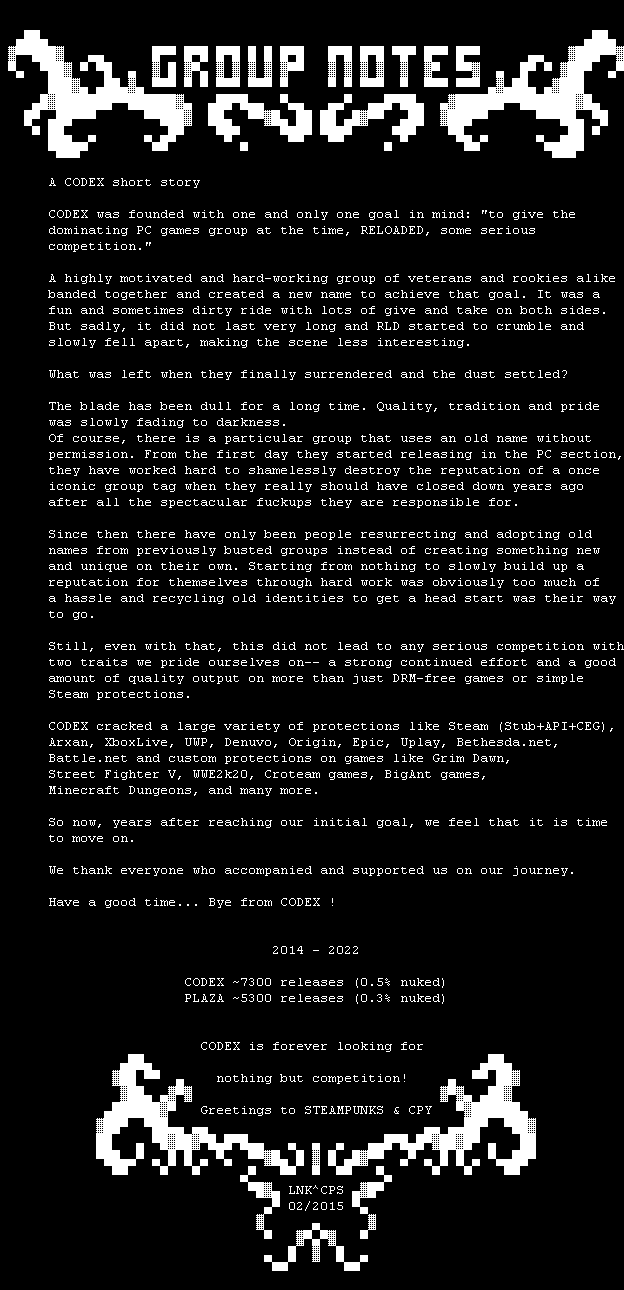 GROUP NOTES
A CODEX short story
CODEX was founded with one and only one goal in mind: "to give the
dominating PC games group at the time, RELOADED, some serious
competition."
A highly motivated and hard-working group of veterans and rookies alike
banded together and created a new name to achieve that goal. It was a
fun and sometimes dirty ride with lots of give and take on both sides.
But sadly, it did not last very long and RLD started to crumble and
slowly fell apart, making the scene less interesting.
What was left when they finally surrendered and the dust settled?
The blade has been dull for a long time. Quality, tradition and pride
was slowly fading to darkness.
Of course, there is a particular group that uses an old name without
permission. From the first day they started releasing in the PC section,
they have worked hard to shamelessly destroy the reputation of a once
iconic group tag when they really should have closed down years ago
after all the spectacular fuckups they are responsible for.
Since then there have only been people resurrecting and adopting old
names from previously busted groups instead of creating something new
and unique on their own. Starting from nothing to slowly build up a
reputation for themselves through hard work was obviously too much of
a hassle and recycling old identities to get a head start was their way
to go.
Still, even with that, this did not lead to any serious competition with
two traits we pride ourselves on-- a strong continued effort and a good
amount of quality output on more than just DRM-free games or simple
Steam protections.
CODEX cracked a large variety of protections like Steam (Stub+API+CEG),
Arxan, XboxLive, UWP, Denuvo, Origin, Epic, Uplay, Bethesda.net,
Battle.net and custom protections on games like Grim Dawn,
Street Fighter V, WWE2k20, Croteam games, BigAnt games,
Minecraft Dungeons, and many more.
So now, years after reaching our initial goal, we feel that it is time
to move on.
We thank everyone who accompanied and supported us on our journey.
Have a good time... Bye from CODEX !
2014 - 2022
CODEX ~7300 releases (0.5% nuked)
PLAZA ~5300 releases (0.3% nuked)
CODEX is forever looking for
nothing but competition!
Greetings to STEAMPUNKS & CPY
LNK^CPS
02/2015